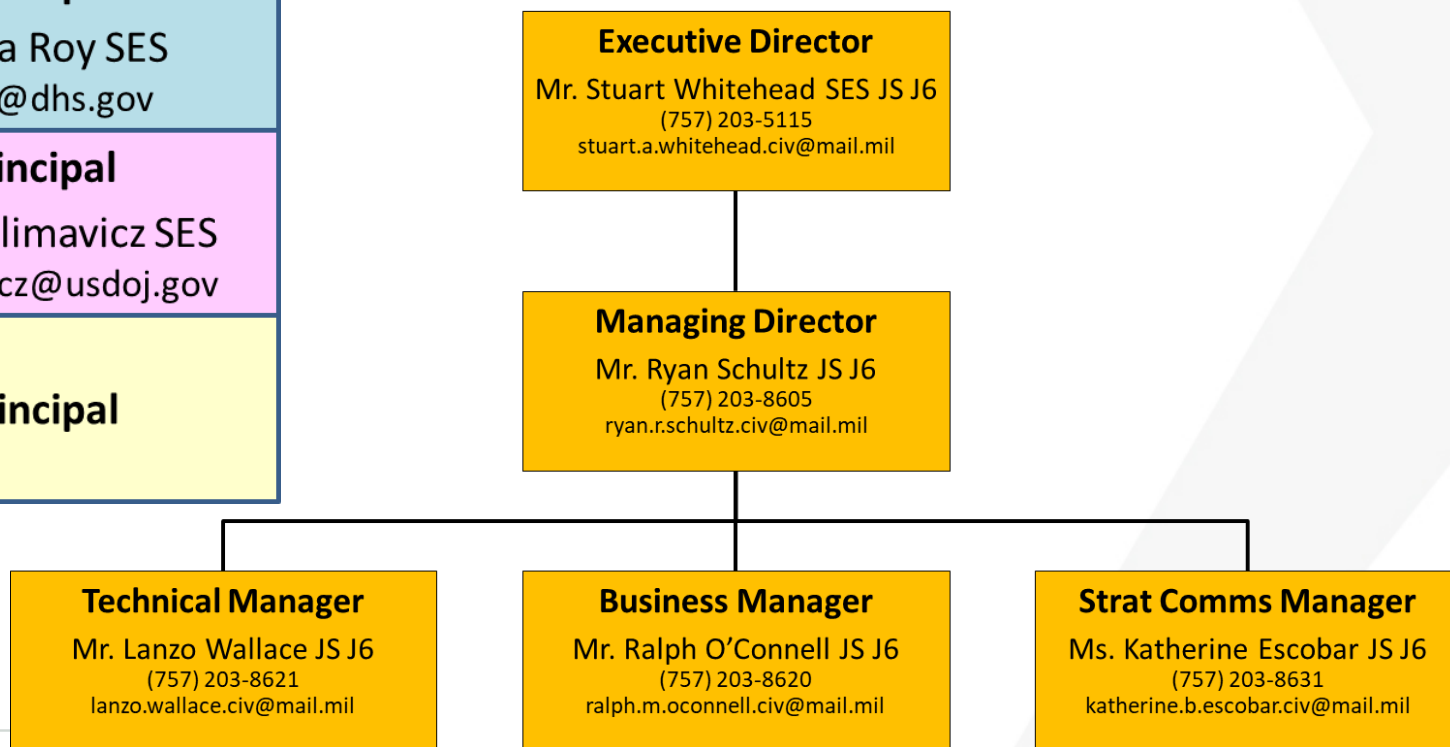 a Roy SES
@dhs.gov
incipal
limavicz SES
cz@usdoj.gov
incipal
Executive Director
Mr. Stuart Whitehead SES JS J6
(757) 203-5115
stuart.a.whitehead.civ@mail.mil
Managing Director
Mr. Ryan Schultz JS J6
(757) 203-8605
ryan.r.schultz.civ@mail.mil
Technical Manager
Mr. Lanzo Wallace JS J6
(757) 203-8621
lanzo.wallace.civ@mail.mil
Business Manager
Mr. Ralph O’Connell JS J6
(757) 203-8620
ralph.m.oconnell.civ@mail.mil
Strat Comms Manager
Ms. Katherine Escobar JS J6
(757) 203-8631
katherine.b.escobar.civ@mail.mil